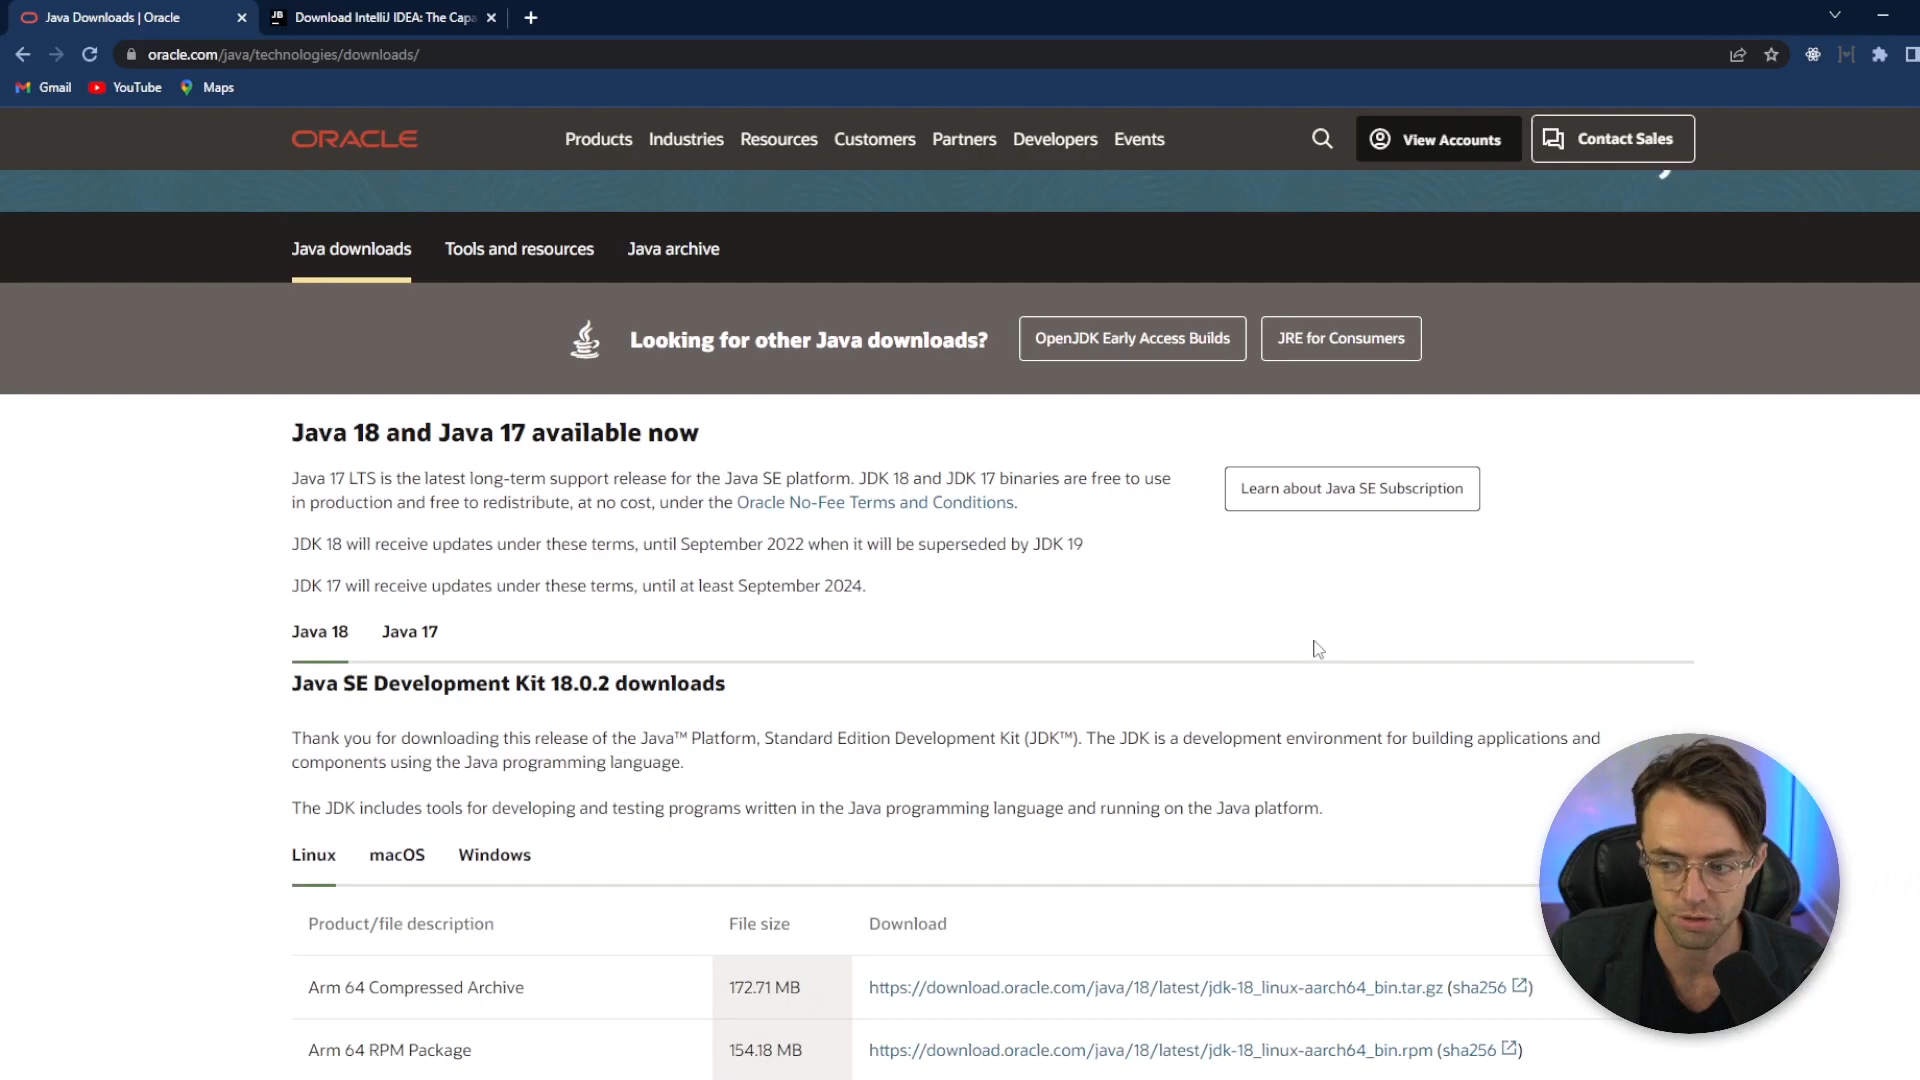 Java Downloads | Oracle
Download IntelliJ IDEA: The Capa
oracle.com/java/technologies/downloads/
Gmail
YouTube
Maps
ORACLE
Products
Industries
Resources
Customers
Partners
Developers
Events
View Accounts
Contact Sales
Java downloads
Tools and resources
Java archive
Looking for other Java downloads?
OpenJDK Early Access Builds
JRE for Consumers
Java 18 and Java 17 available now
Java 17 LTS is the latest long-term support release for the Java SE platform. JDK 18 and JDK 17 binaries are free to use
in production and free to redistribute, at no cost, under the Oracle No-Fee Terms and Conditions.
Learn about Java SE Subscription
JDK 18 will receive updates under these terms, until September 2022 when it will be superseded by JDK 19
JDK 17 will receive updates under these terms, until at least September 2024.
Java 18
Java 17
Java SE Development Kit 18.0.2 downloads
Thank you for downloading this release of the Java™ Platform, Standard Edition Development Kit (JDK™). The JDK is a development environment for building applications and
components using the Java programming language.
The JDK includes tools for developing and testing programs written in the Java programming language and running on the Java platform.
Linux
macOS
Windows
Product/file description
File size
Download
Arm 64 Compressed Archive
172.71 MB
https://download.oracle.com/java/18/latest/jdk-18_linux-aarch64_bin.tar.gz (sha256)
Arm 64 RPM Package
154.18 MB
https://download.oracle.com/java/18/latest/jdk-18_linux-aarch64_bin.rpm (sha256)